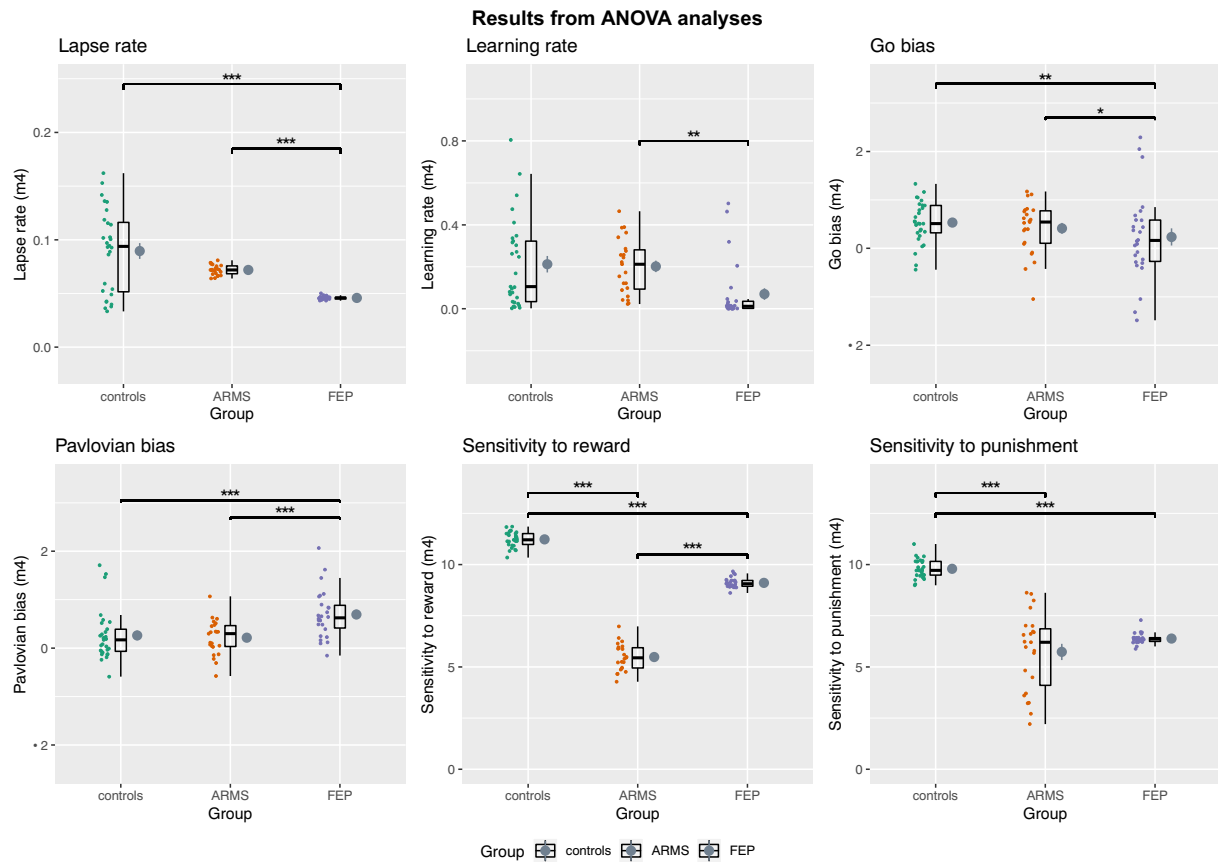 Results from ANOVA analyses
Lapse rate
***
***
Lapse rate (m4)
0.2
0.1
0.0
controls ARMS FEP
Group
Learning rate
**
Learning rate (m4)
0.8
0.4
0.0
controls ARMS FEP
Group
Go bias
**
*
Go bias (m4)
2
0
• 2
controls ARMS FEP
Group
Pavlovian bias
***
***
Pavlovian bias (m4)
2
0
• 2
controls ARMS FEP
Group
Sensitivity to reward
***
***
***
Sensitivity to reward (m4)
10
5
0
controls ARMS FEP
Group
Sensitivity to punishment
***
***
Sensitivity to punishment (m4)
10
5
0
controls ARMS FEP
Group
Group controls ARMS FEP